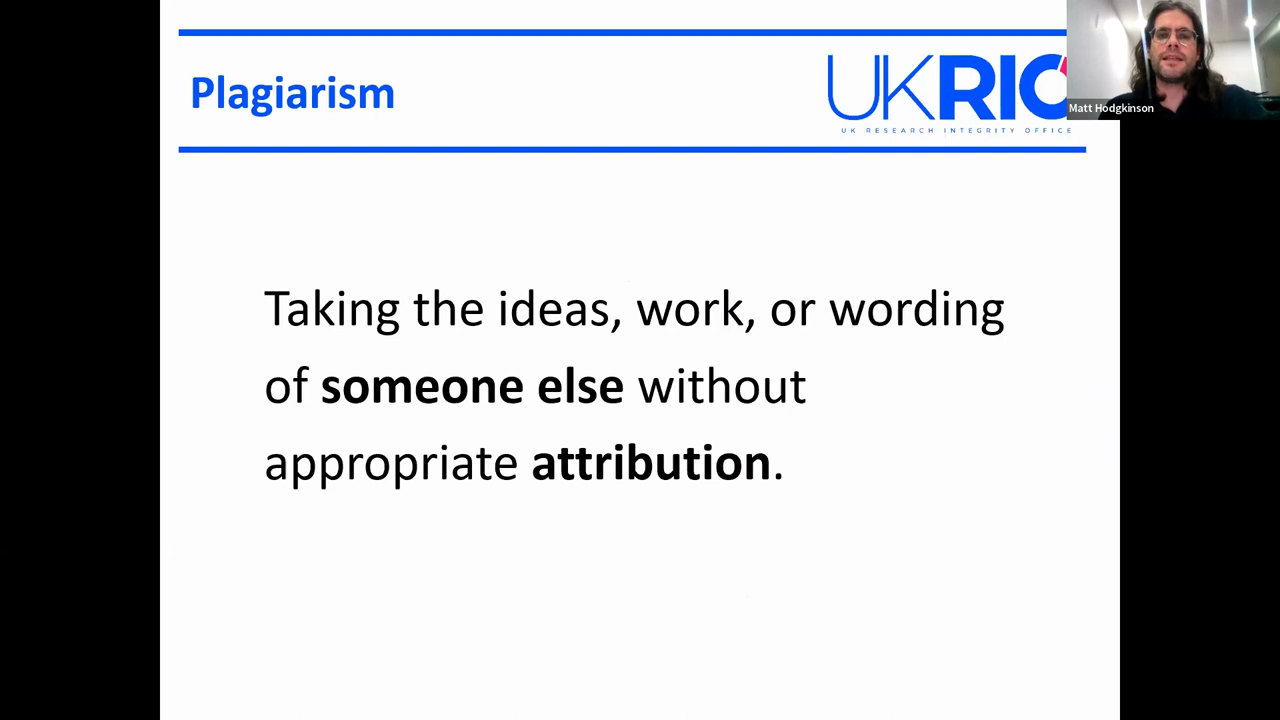 Plagiarism
UKRIO
UK RESEARCH INTEGRITY OFFICE
Matt Hodgkinson
Taking the ideas, work, or wording
of someone else without
appropriate attribution.